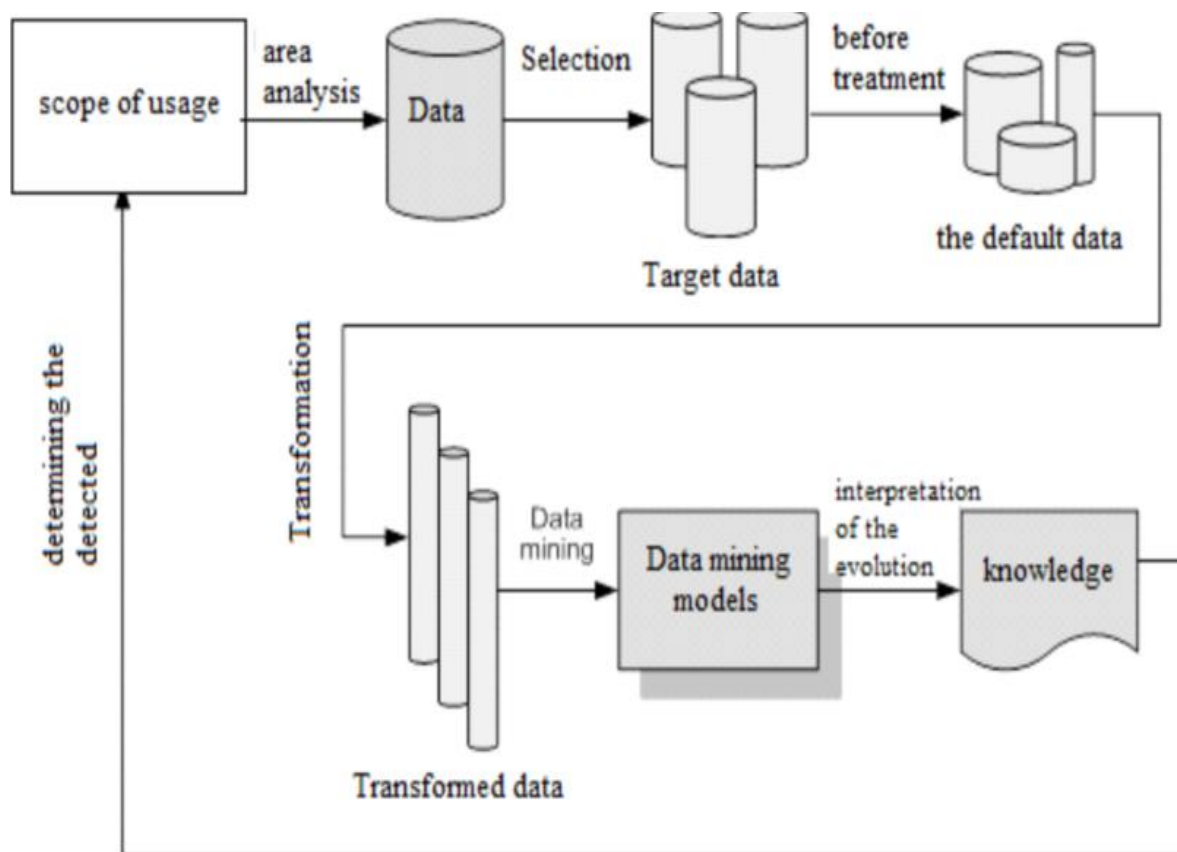 scope of usage
area
analysis
Data
Selection
Target data
before
treatment
the default data
Transformation
Transformed data
Data
mining
Data mining
models
interpretation
of the
evolution
knowledge
determining the
detected